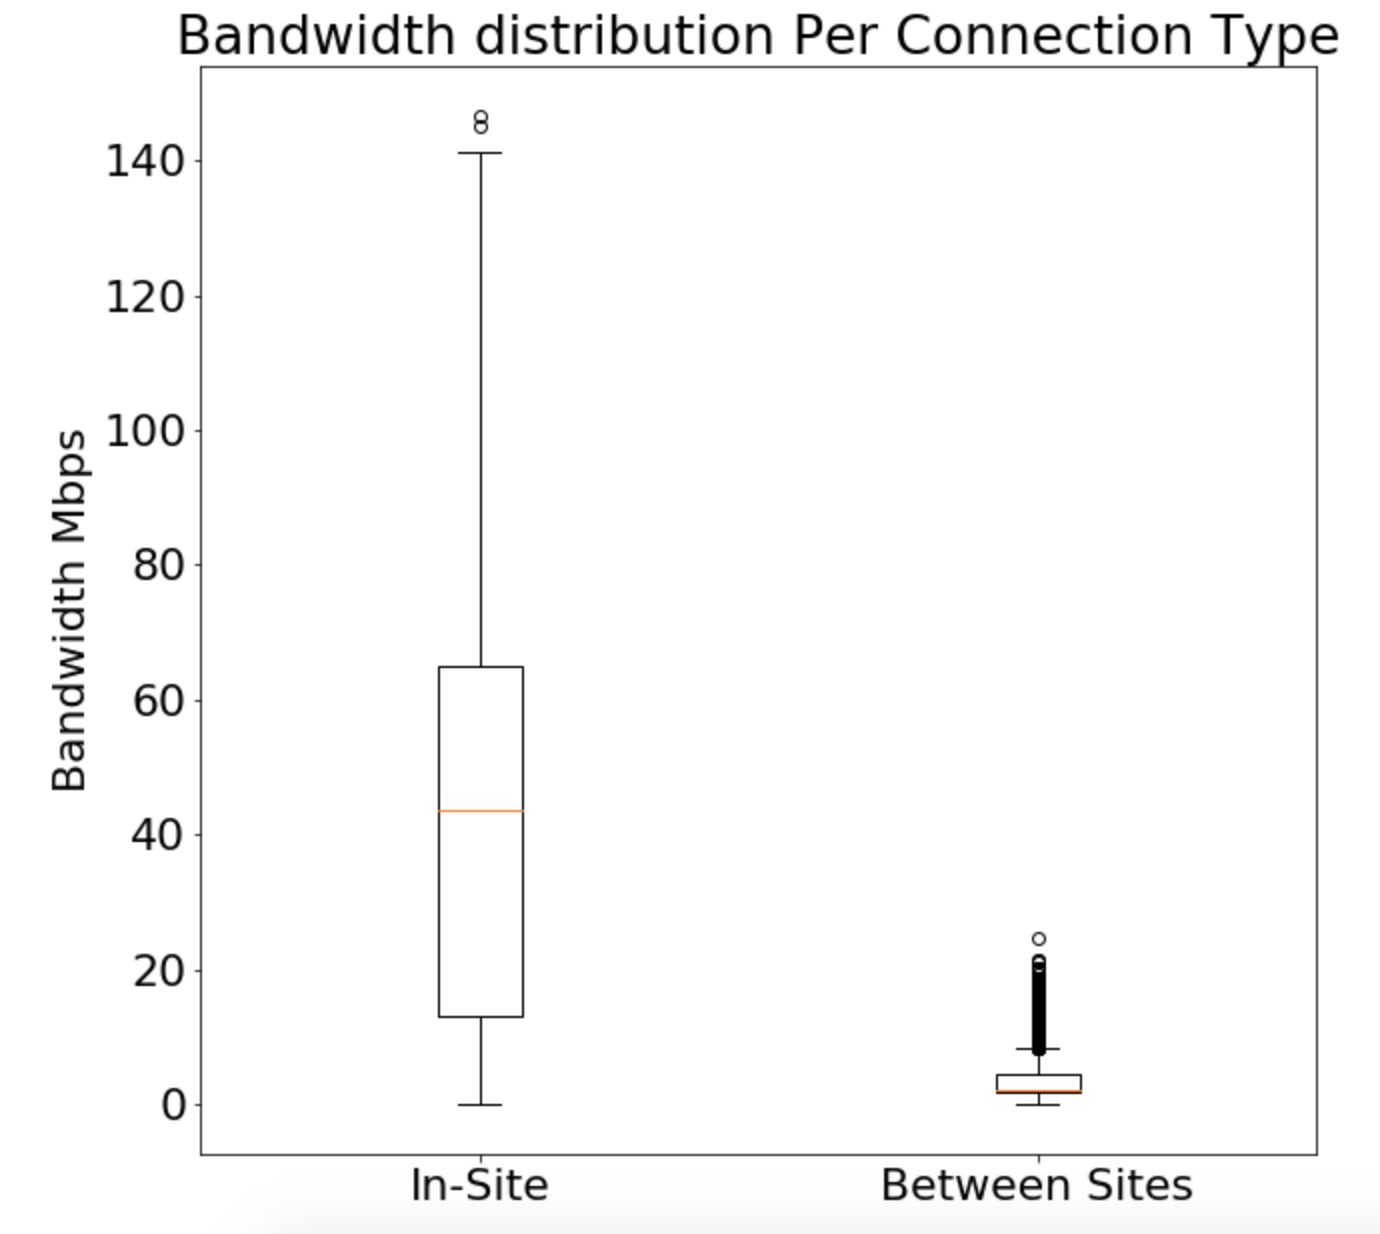 Bandwidth distribution Per Connection Type
140
120
100
80
60
40
20
0
Bandwidth Mbps
In-Site
Between Sites